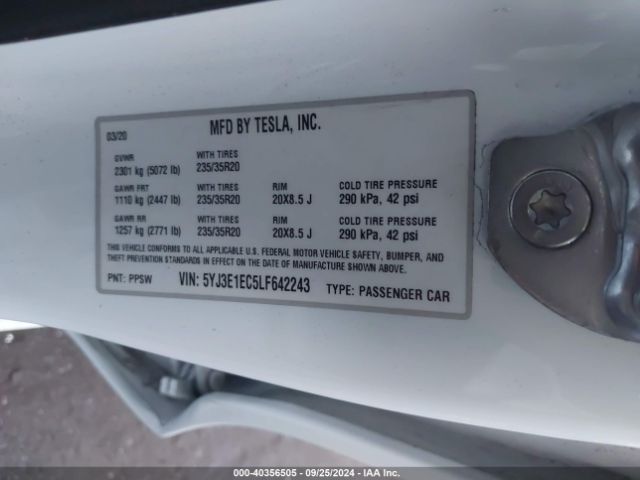 03/20 MFD BY TESLA, INC.
GVWR WITH TIRES
2301 kg (5072 lb) 235/35R20
GAWR FRT WITH TIRES RIM COLD TIRE PRESSURE
1110 kg (2447 lb) 235/35R20 20X8.5 J 290 kPa, 42 psi
GAWR RR WITH TIRES RIM COLD TIRE PRESSURE
1257 kg (2771 lb) 235/35R20 20X8.5 J 290 kPa, 42 psi
THIS VEHICLE CONFORMS TO ALL APPLICABLE U.S. FEDERAL MOTOR VEHICLE SAFETY, BUMPER, AND
THEFT PREVENTION STANDARDS IN EFFECT ON THE DATE OF MANUFACTURE SHOWN ABOVE.
PNT: PPSW VIN: 5YJ3E1EC5LF642243 TYPE: PASSENGER CAR
000-40356505 - 09/25/2024 - IAA Inc.